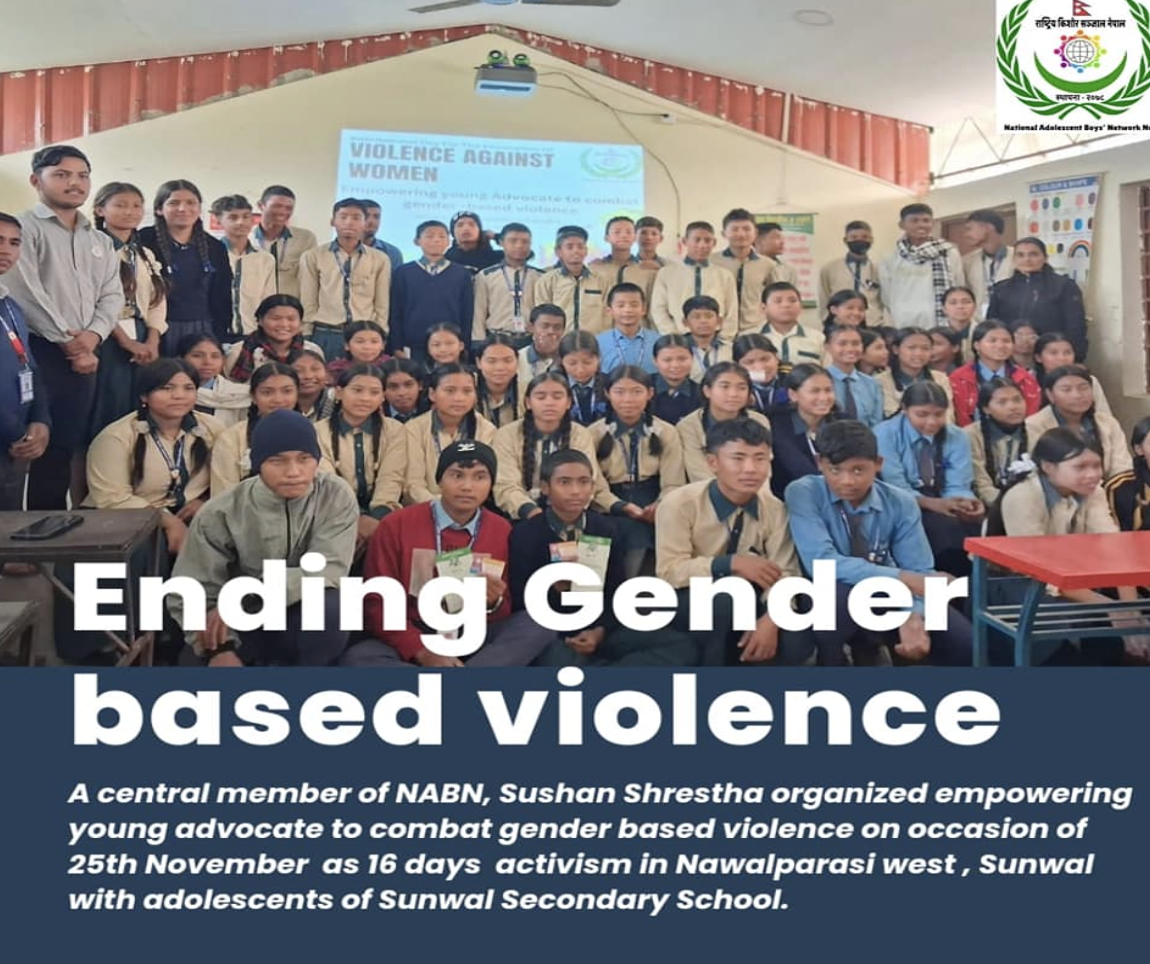 राष्ट्रिय किशोर सञ्जाल नेपाल
स्थापना - २०७८
National Adolescent Boys' Network
VIOLENCE AGAINST
WOMEN
Empowering young Advocate to combat
gender-based violence
Ending Gender
based violence
A central member of NABN, Sushan Shrestha organized empowering
young advocate to combat gender based violence on occasion of
25th November as 16 days activism in Nawalparasi west , Sunwal
with adolescents of Sunwal Secondary School.